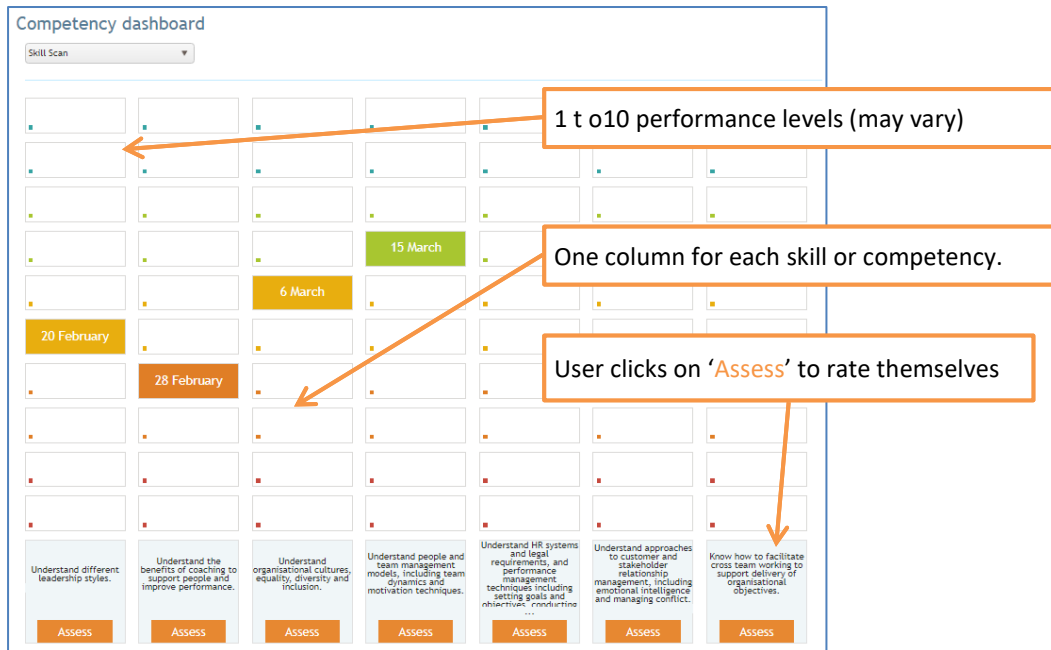 Competency dashboard
Skill Scan
1 t o10 performance levels (may vary)
15 March
One column for each skill or competency.
6 March
20 February
User clicks on ‘Assess’ to rate themselves
28 February
Understand different
leadership styles.
Understand the
benefits of coaching to
support people and
improve performance.
Understand
organisational cultures,
equality, diversity and
inclusion.
Understand people and
team management
models, including team
dynamics and
motivation techniques.
Understand HR systems
and legal
requirements, and
performance
management
techniques including
setting goals and
objectives, conducting
...
Understand approaches
to customer and
stakeholder
relationship
management, including
emotional intelligence
and managing conflict.
Know how to facilitate
cross team working to
support delivery of
organisational
objectives.
Assess
Assess
Assess
Assess
Assess
Assess
Assess